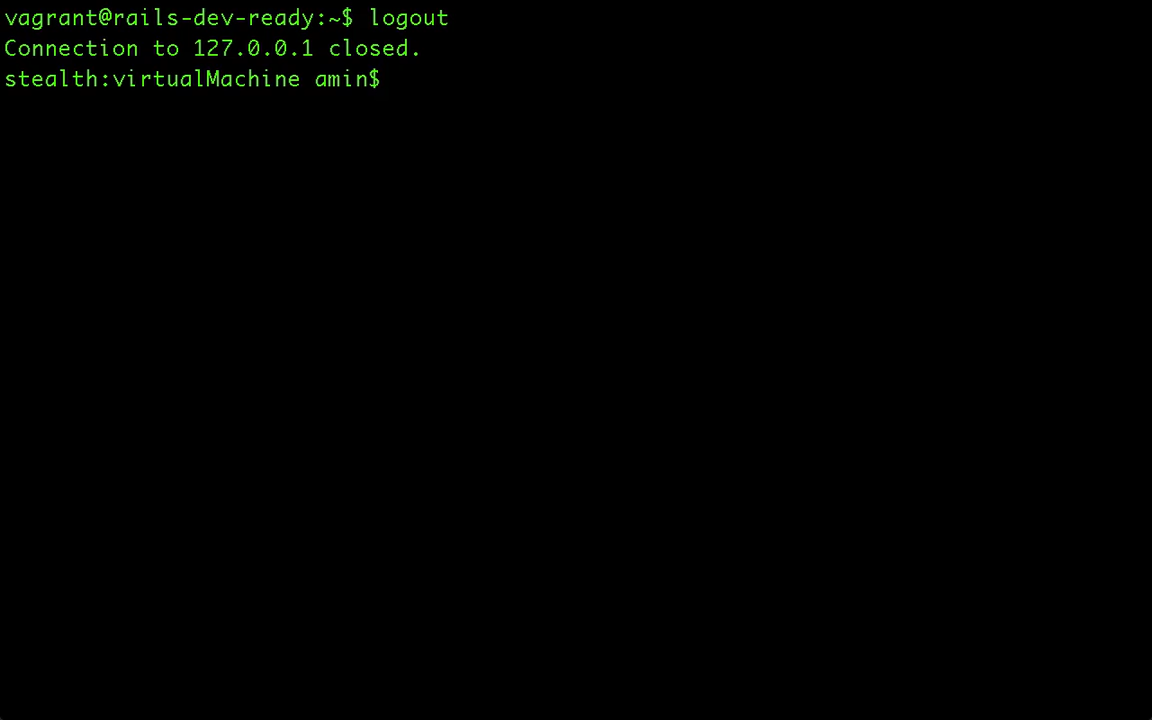 vagrant@rails-dev-ready:~$ logout
Connection to 127.0.0.1 closed.
stealth:virtualMachine amin$